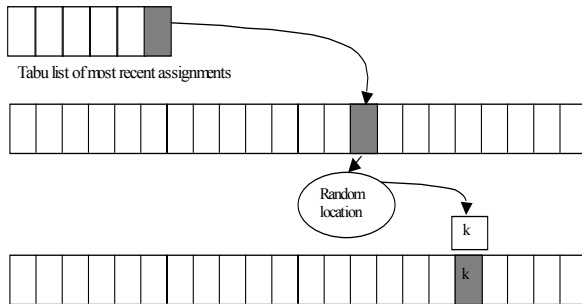 Tabu list of most recent assignments
Random
location
k
k